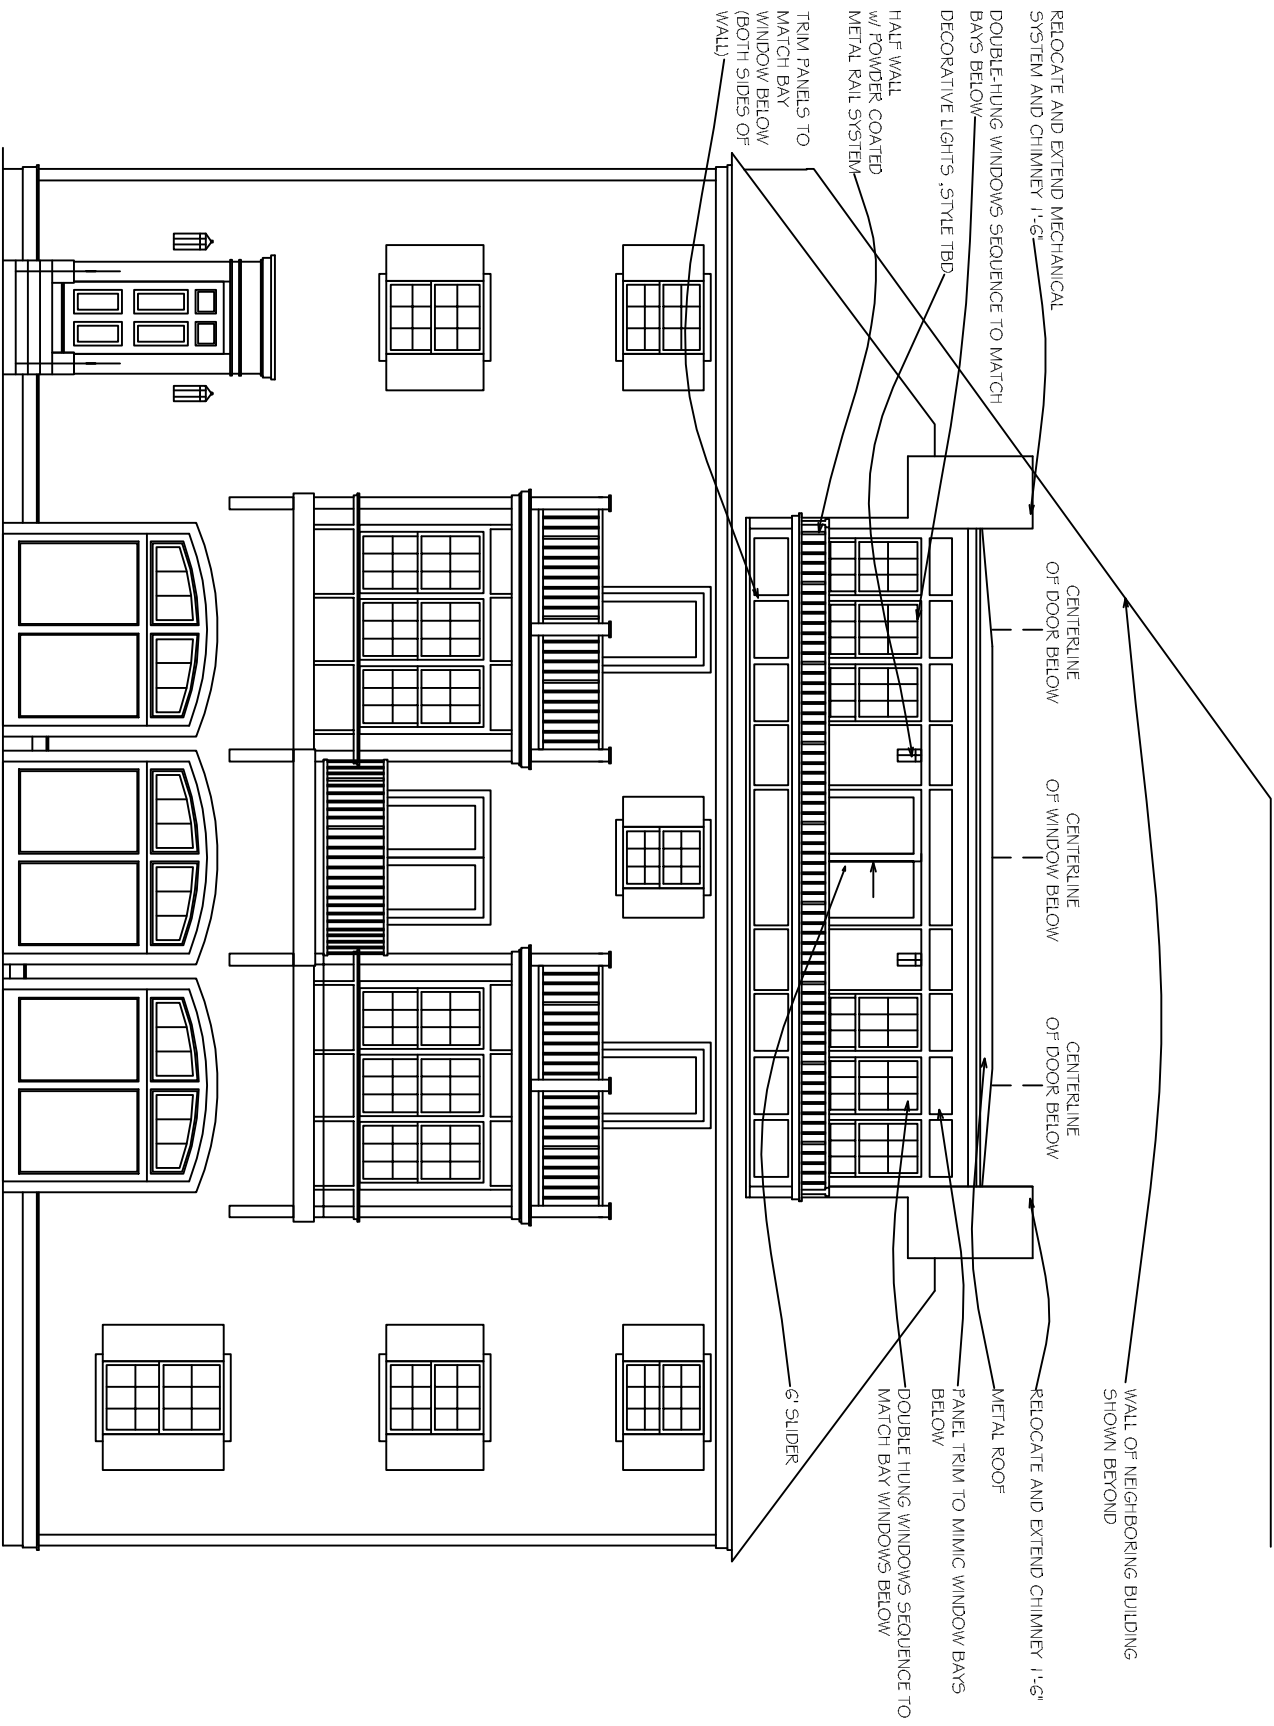 RELOCATE AND EXTEND MECHANICAL
SYSTEM AND CHIMNEY 1'-6"
DOUBLE-HUNG WINDOWS SEQUENCE TO MATCH
BAYS BELOW
DECORATIVE LIGHTS ,STYLE TBD
HALF WALL
W/ POWDER COATED
METAL RAIL SYSTEM
TRIM PANELS TO
MATCH BAY
WINDOW BELOW
(BOTH SIDES OF
WALL)
CENTERLINE
OF DOOR BELOW
CENTERLINE
OF WINDOW BELOW
CENTERLINE
OF DOOR BELOW
WALL OF NEIGHBORING BUILDING
SHOWN BEYOND
RELOCATE AND EXTEND CHIMNEY 1'-6"
METAL ROOF
PANEL TRIM TO MIMIC WINDOW BAYS
BELOW
DOUBLE HUNG WINDOWS SEQUENCE TO
MATCH BAY WINDOWS BELOW
6' SLIDER